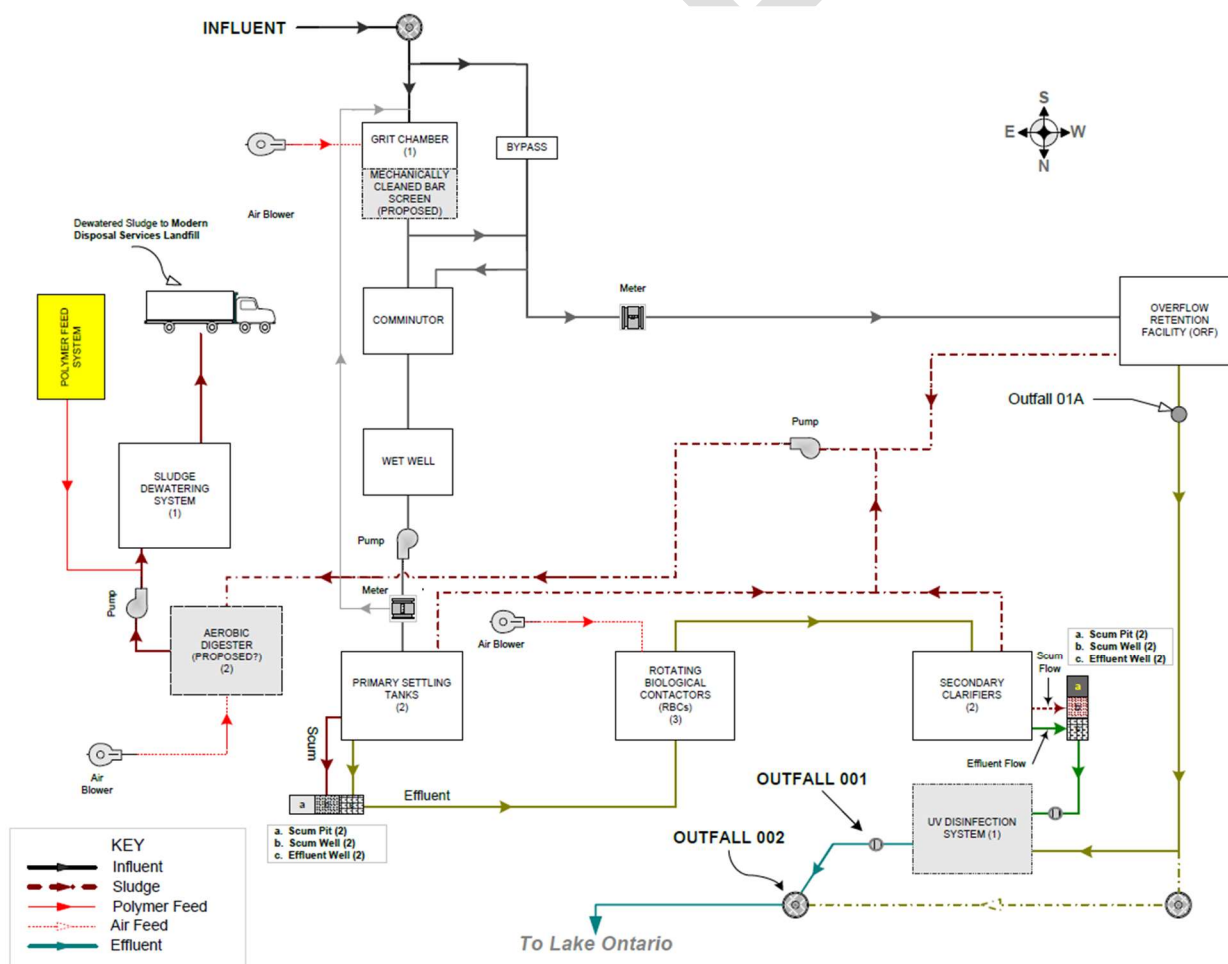 INFLUENT
S
E
W
N
GRIT CHAMBER
(1)
BYPASS
MECHANICALLY
CLEANED BAR
SCREEN
(PROPOSED)
Air Blower
Dewatered Sludge to Modern
Disposal Services Landfill
Meter
OVERFLOW
RETENTION
FACILITY (ORF)
COMMINUTOR
POLYMER FEED
SYSTEM
Outfall 01A
Pump
WET WELL
SLUDGE
DEWATERING
SYSTEM
(1)
Pump
Meter
Pump
AEROBIC
DIGESTER
(PROPOSED?)
(2)
Air Blower
PRIMARY SETTLING
TANKS
(2)
ROTATING
BIOLOGICAL
CONTACTORS
(RBCs)
(3)
SECONDARY
CLARIFIERS
(2)
a. Scum Pit (2)
b. Scum Well (2)
c. Effluent Well (2)
Scum
Flow
a
Effluent Flow
Scum
Air
Blower
a
Effluent
a. Scum Pit (2)
b. Scum Well (2)
c. Effluent Well (2)
OUTFALL 001
UV DISINFECTION
SYSTEM (1)
OUTFALL 002
To Lake Ontario
KEY
Influent
Sludge
Polymer Feed
Air Feed
Effluent